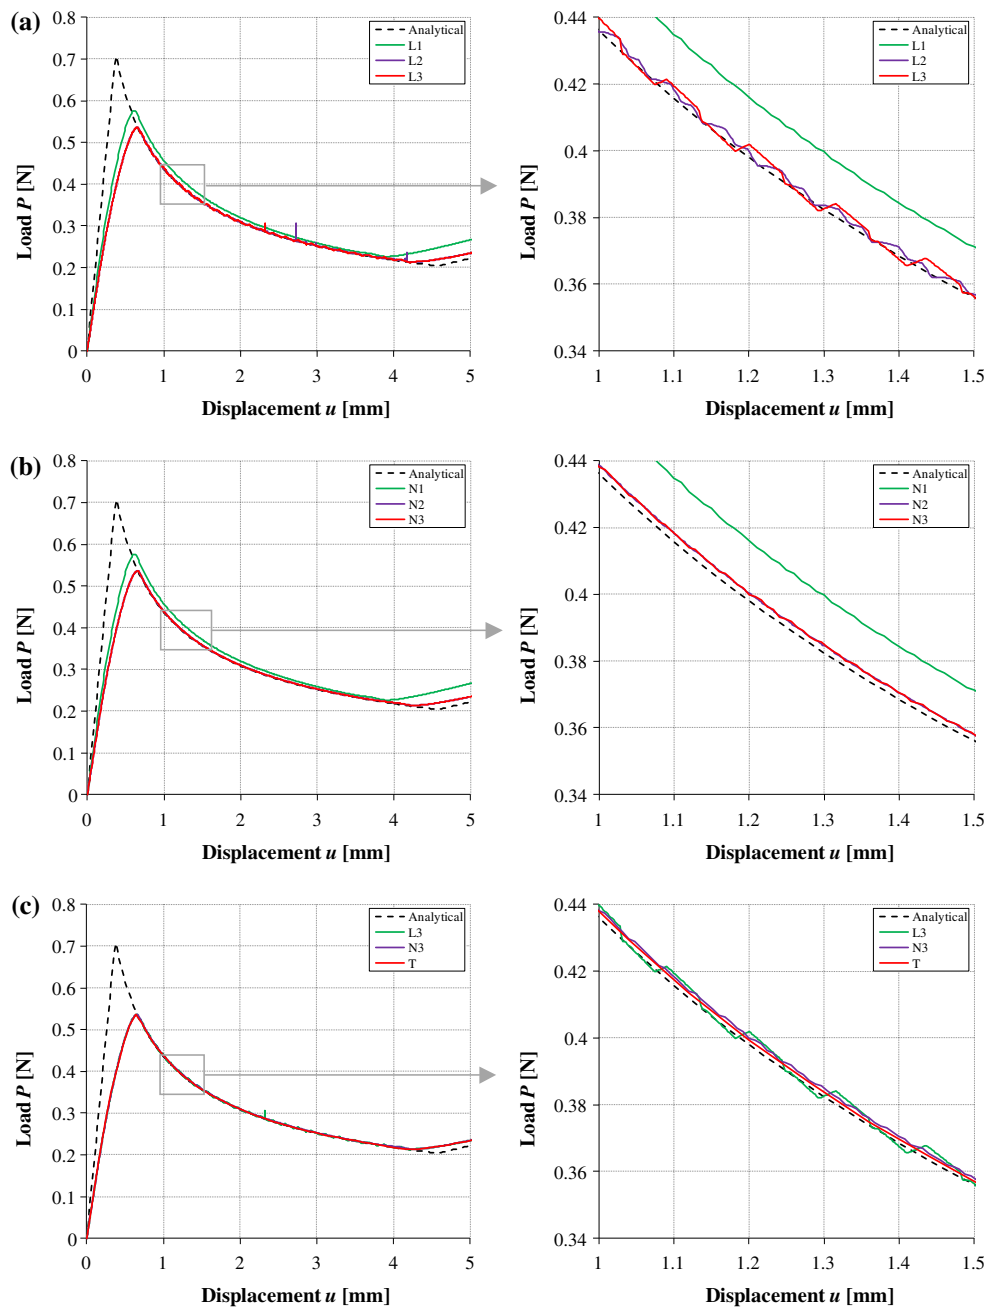 (a)
0.8
0.7
0.6
0.5
0.4
0.3
0.2
0.1
0
0 1 2 3 4 5
Load P [N]
Displacement u [mm]
Analytical
L1
L2
L3
0.44
0.42
0.4
0.38
0.36
0.34
1 1.1 1.2 1.3 1.4 1.5
Load P [N]
Displacement u [mm]
Analytical
L1
L2
L3
(b)
0.8
0.7
0.6
0.5
0.4
0.3
0.2
0.1
0
0 1 2 3 4 5
Load P [N]
Displacement u [mm]
Analytical
N1
N2
N3
0.44
0.42
0.4
0.38
0.36
0.34
1 1.1 1.2 1.3 1.4 1.5
Load P [N]
Displacement u [mm]
Analytical
N1
N2
N3
(c)
0.8
0.7
0.6
0.5
0.4
0.3
0.2
0.1
0
0 1 2 3 4 5
Load P [N]
Displacement u [mm]
Analytical
L3
N3
T
0.44
0.42
0.4
0.38
0.36
0.34
1 1.1 1.2 1.3 1.4 1.5
Load P [N]
Displacement u [mm]
Analytical
L3
N3
T